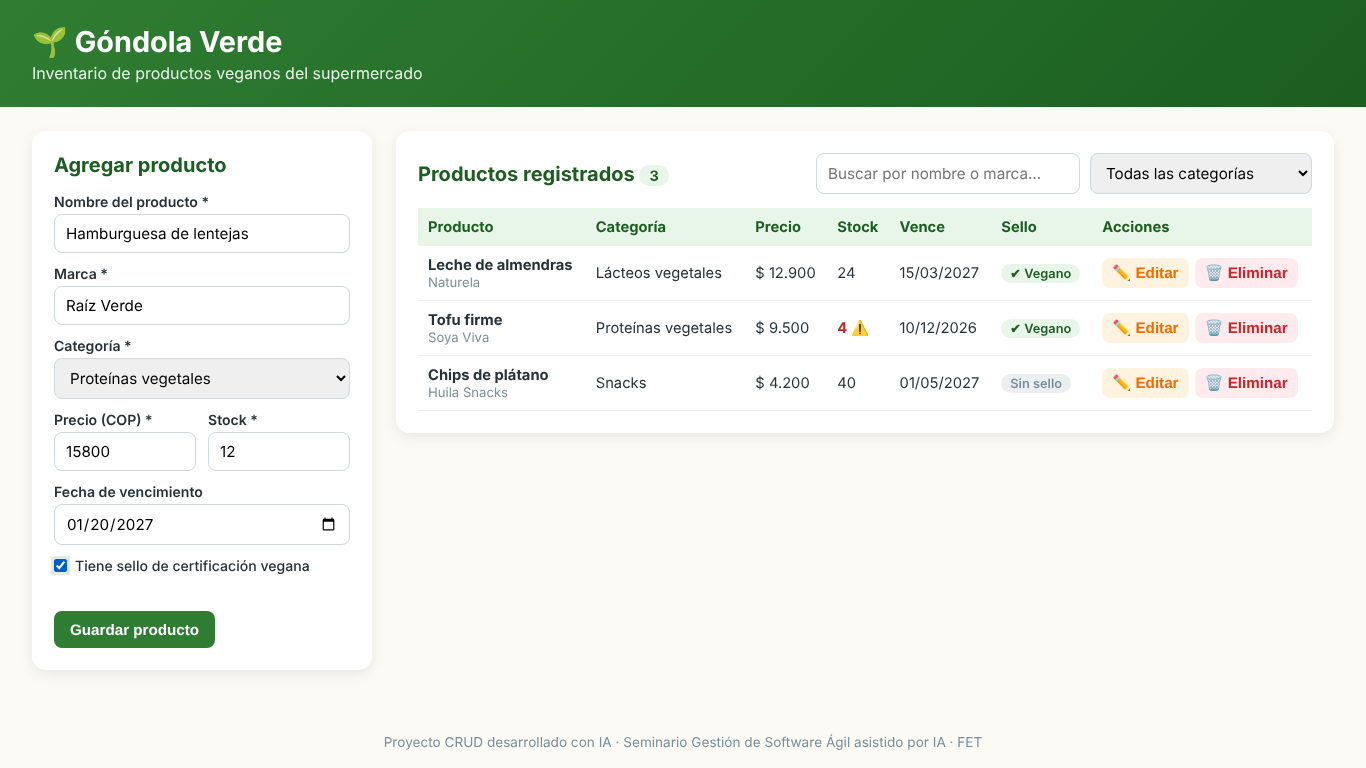 🌱 Góndola Verde
Inventario de productos veganos del supermercado
Agregar producto
Nombre del producto *
Hamburguesa de lentejas
Marca *
Raíz Verde
Categoría *
Proteínas vegetales
Precio (COP) * Stock *
15800 12
Fecha de vencimiento
01/20/2027
Tiene sello de certificación vegana
Guardar producto
Productos registrados 3 Buscar por nombre o marca... Todas las categorías
Producto Categoría Precio Stock Vence Sello Acciones
Leche de almendras
Naturela
Lácteos vegetales $ 12.900 24 15/03/2027 ✔ Vegano ✏️ Editar 🗑️ Eliminar
Tofu firme
Soya Viva
Proteínas vegetales $ 9.500 4 ⚠️ 10/12/2026 ✔ Vegano ✏️ Editar 🗑️ Eliminar
Chips de plátano
Huila Snacks
Snacks $ 4.200 40 01/05/2027 Sin sello ✏️ Editar 🗑️ Eliminar
Proyecto CRUD desarrollado con IA · Seminario Gestión de Software Ágil asistido por IA · FET